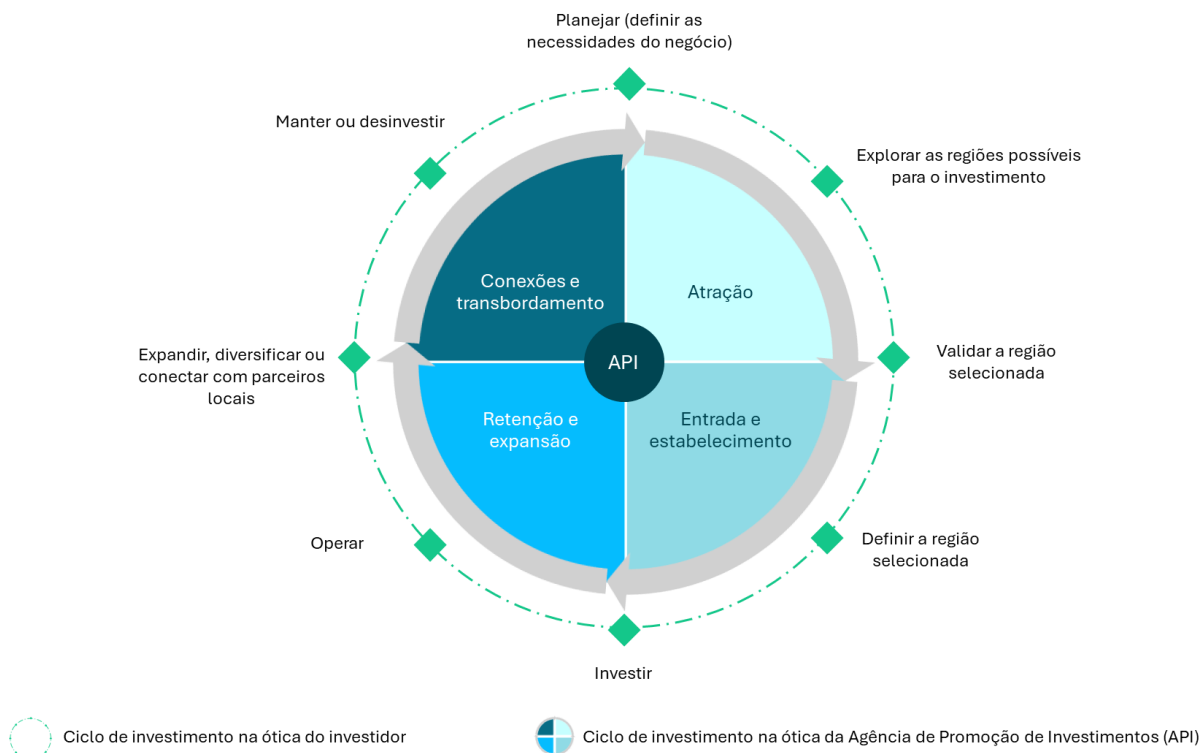 Planejar (definir as
necessidades do negócio)
Manter ou desinvestir
Explorar as regiões possíveis
para o investimento
Conexões e
transbordamento
Atração
API
Expandir, diversificar ou
conectar com parceiros
locais
Validar a região
selecionada
Retenção e
expansão
Entrada e
estabelecimento
Operar
Definir a região
selecionada
Investir
Ciclo de investimento na ótica do investidor
Ciclo de investimento na ótica da Agência de Promoção de Investimentos (API)